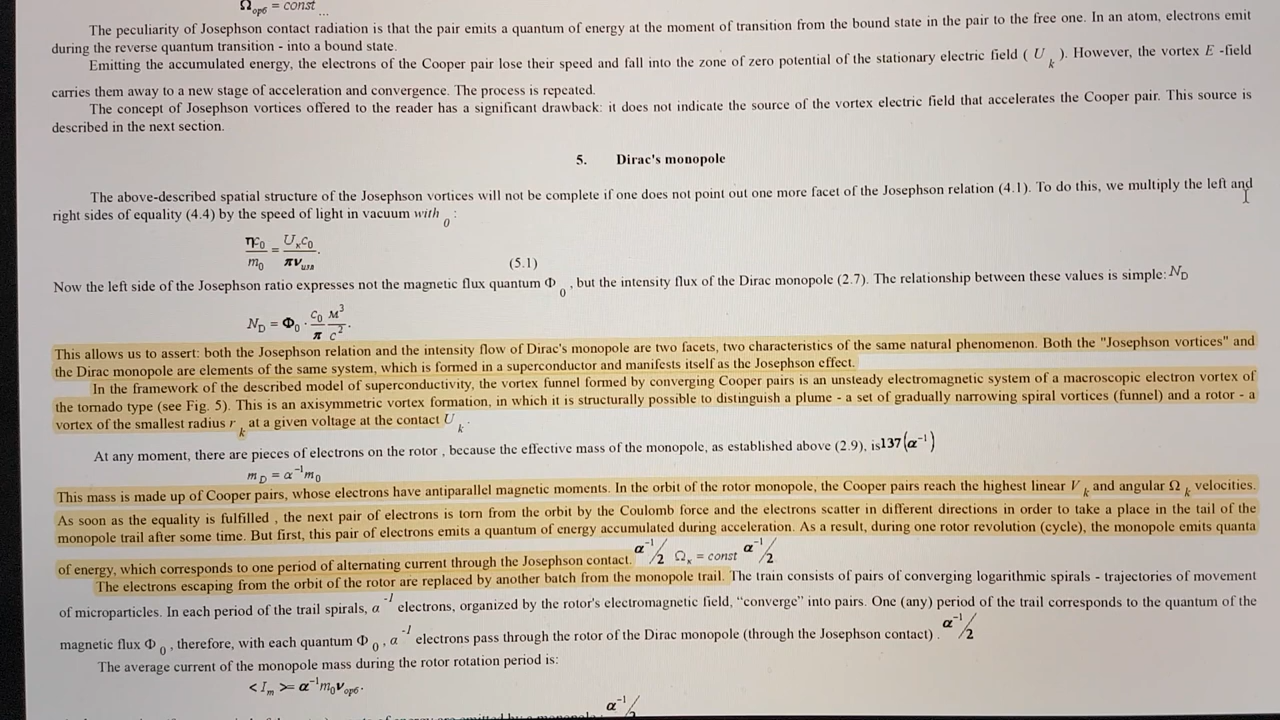 Ω_орб = const ...
The peculiarity of Josephson contact radiation is that the pair emits a quantum of energy at the moment of transition from the bound state in the pair to the free one. In an atom, electrons emit
during the reverse quantum transition - into a bound state.
Emitting the accumulated energy, the electrons of the Cooper pair lose their speed and fall into the zone of zero potential of the stationary electric field ( U_k ). However, the vortex E -field
carries them away to a new stage of acceleration and convergence. The process is repeated.
The concept of Josephson vortices offered to the reader has a significant drawback: it does not indicate the source of the vortex electric field that accelerates the Cooper pair. This source is
described in the next section.
5. Dirac's monopole
The above-described spatial structure of the Josephson vortices will not be complete if one does not point out one more facet of the Josephson relation (4.1). To do this, we multiply the left and
right sides of equality (4.4) by the speed of light in vacuum with _0 :
ηc_0/m_0 = U_κc_0/πν_изл. (5.1)
Now the left side of the Josephson ratio expresses not the magnetic flux quantum Φ_0 , but the intensity flux of the Dirac monopole (2.7). The relationship between these values is simple: N_D
N_D = Φ_0 · c_0/π м^3/c^2.
This allows us to assert: both the Josephson relation and the intensity flow of Dirac's monopole are two facets, two characteristics of the same natural phenomenon. Both the "Josephson vortices" and
the Dirac monopole are elements of the same system, which is formed in a superconductor and manifests itself as the Josephson effect.
In the framework of the described model of superconductivity, the vortex funnel formed by converging Cooper pairs is an unsteady electromagnetic system of a macroscopic electron vortex of
the tornado type (see Fig. 5). This is an axisymmetric vortex formation, in which it is structurally possible to distinguish a plume - a set of gradually narrowing spiral vortices (funnel) and a rotor - a
vortex of the smallest radius r_k at a given voltage at the contact U_k .
At any moment, there are pieces of electrons on the rotor , because the effective mass of the monopole, as established above (2.9), is137(α^-1)
m_D = α^-1m_0
This mass is made up of Cooper pairs, whose electrons have antiparallel magnetic moments. In the orbit of the rotor monopole, the Cooper pairs reach the highest linear V_k and angular Ω_k velocities.
As soon as the equality is fulfilled , the next pair of electrons is torn from the orbit by the Coulomb force and the electrons scatter in different directions in order to take a place in the tail of the
monopole trail after some time. But first, this pair of electrons emits a quantum of energy accumulated during acceleration. As a result, during one rotor revolution (cycle), the monopole emits quanta
of energy, which corresponds to one period of alternating current through the Josephson contact. α^-1/2 Ω_κ = const α^-1/2
The electrons escaping from the orbit of the rotor are replaced by another batch from the monopole trail. The train consists of pairs of converging logarithmic spirals - trajectories of movement
of microparticles. In each period of the trail spirals, α^-1 electrons, organized by the rotor's electromagnetic field, “converge” into pairs. One (any) period of the trail corresponds to the quantum of the
magnetic flux Φ_0 , therefore, with each quantum Φ_0 , α^-1 electrons pass through the rotor of the Dirac monopole (through the Josephson contact) . α^-1/2
The average current of the monopole mass during the rotor rotation period is:
< I_m >= α^-1m_0ν_орб.
α^-1/2